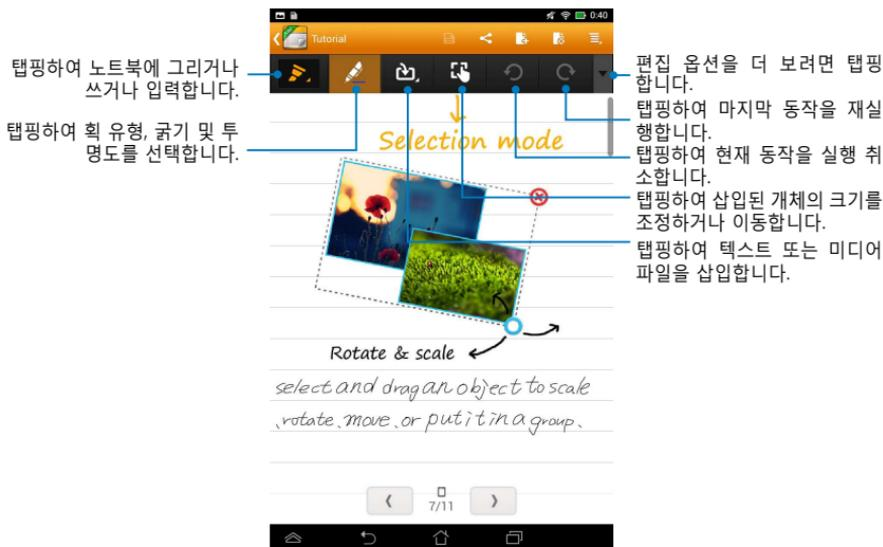 0:40
Tutorial
탭핑하여 노트북에 그리거나
쓰거나 입력합니다.
탭핑하여 획 유형, 굵기 및 투
명도를 선택합니다.
편집 옵션을 더 보려면 탭핑
합니다.
탭핑하여 마지막 동작을 재실
행합니다.
탭핑하여 현재 동작을 실행 취
소합니다.
탭핑하여 삽입된 개체의 크기를
조정하거나 이동합니다.
탭핑하여 텍스트 또는 미디어
파일을 삽입합니다.
Selection mode
Rotate & scale
select and drag an object to scale
、rotate、move、or put it in a group、
7/11